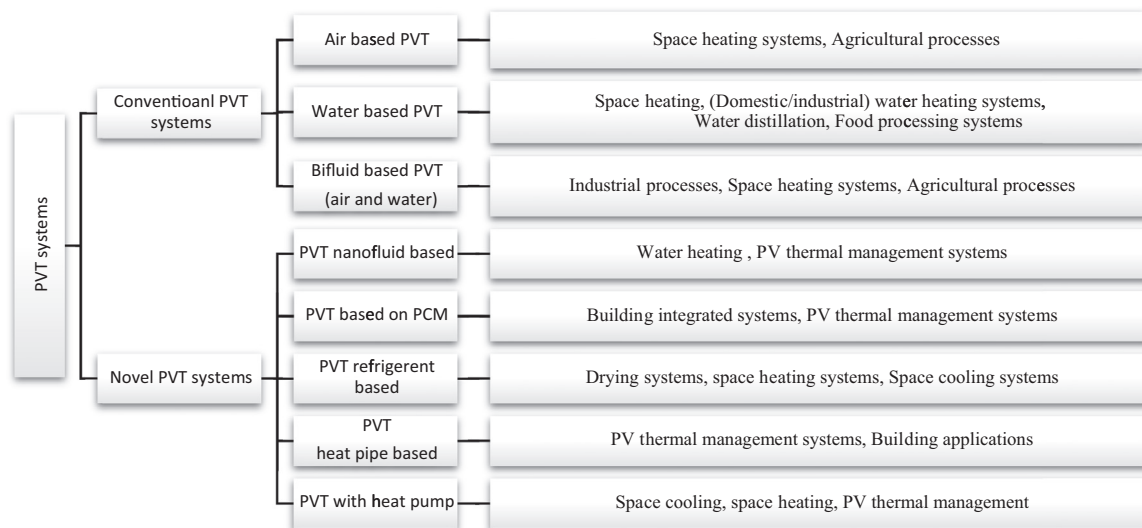 PVT systems
Conventioanl PVT
systems
Air based PVT
Space heating systems, Agricultural processes
Water based PVT
Space heating, (Domestic/industrial) water heating systems,
Water distillation, Food processing systems
Bifluid based PVT
(air and water)
Industrial processes, Space heating systems, Agricultural processes
Novel PVT systems
PVT nanofluid based
Water heating , PV thermal management systems
PVT based on PCM
Building integrated systems, PV thermal management systems
PVT refrigerent
based
Drying systems, space heating systems, Space cooling systems
PVT
heat pipe based
PV thermal management systems, Building applications
PVT with heat pump
Space cooling, space heating, PV thermal management